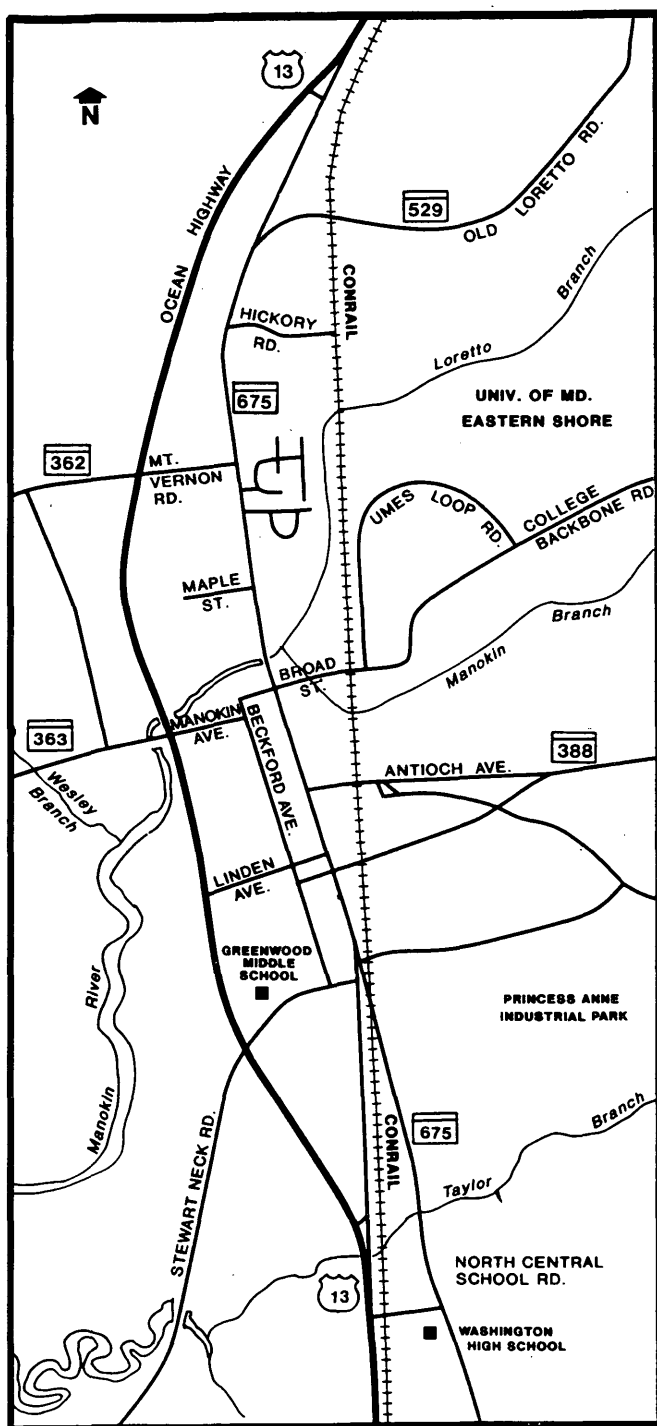 13
N
OCEAN HIGHWAY
529
OLD LORETTO RD.
CONRAIL
Branch
HICKORY
RD.
Loretto
675
UNIV. OF MD.
EASTERN SHORE
362
MT.
VERNON
RD.
UMES LOOP RD.
COLLEGE
BACKBONE RD.
MAPLE
ST.
Branch
Manokin
BROAD
ST.
363
MANOKIN
AVE.
BECKFORD AVE.
388
ANTIOCH AVE.
Wesley
Branch
LINDEN
AVE.
GREENWOOD
MIDDLE
SCHOOL
River
Manokin
PRINCESS ANNE
INDUSTRIAL PARK
675
CONRAIL
Branch
Taylor
STEWART NECK RD.
NORTH CENTRAL
SCHOOL RD.
13
WASHINGTON
HIGH SCHOOL